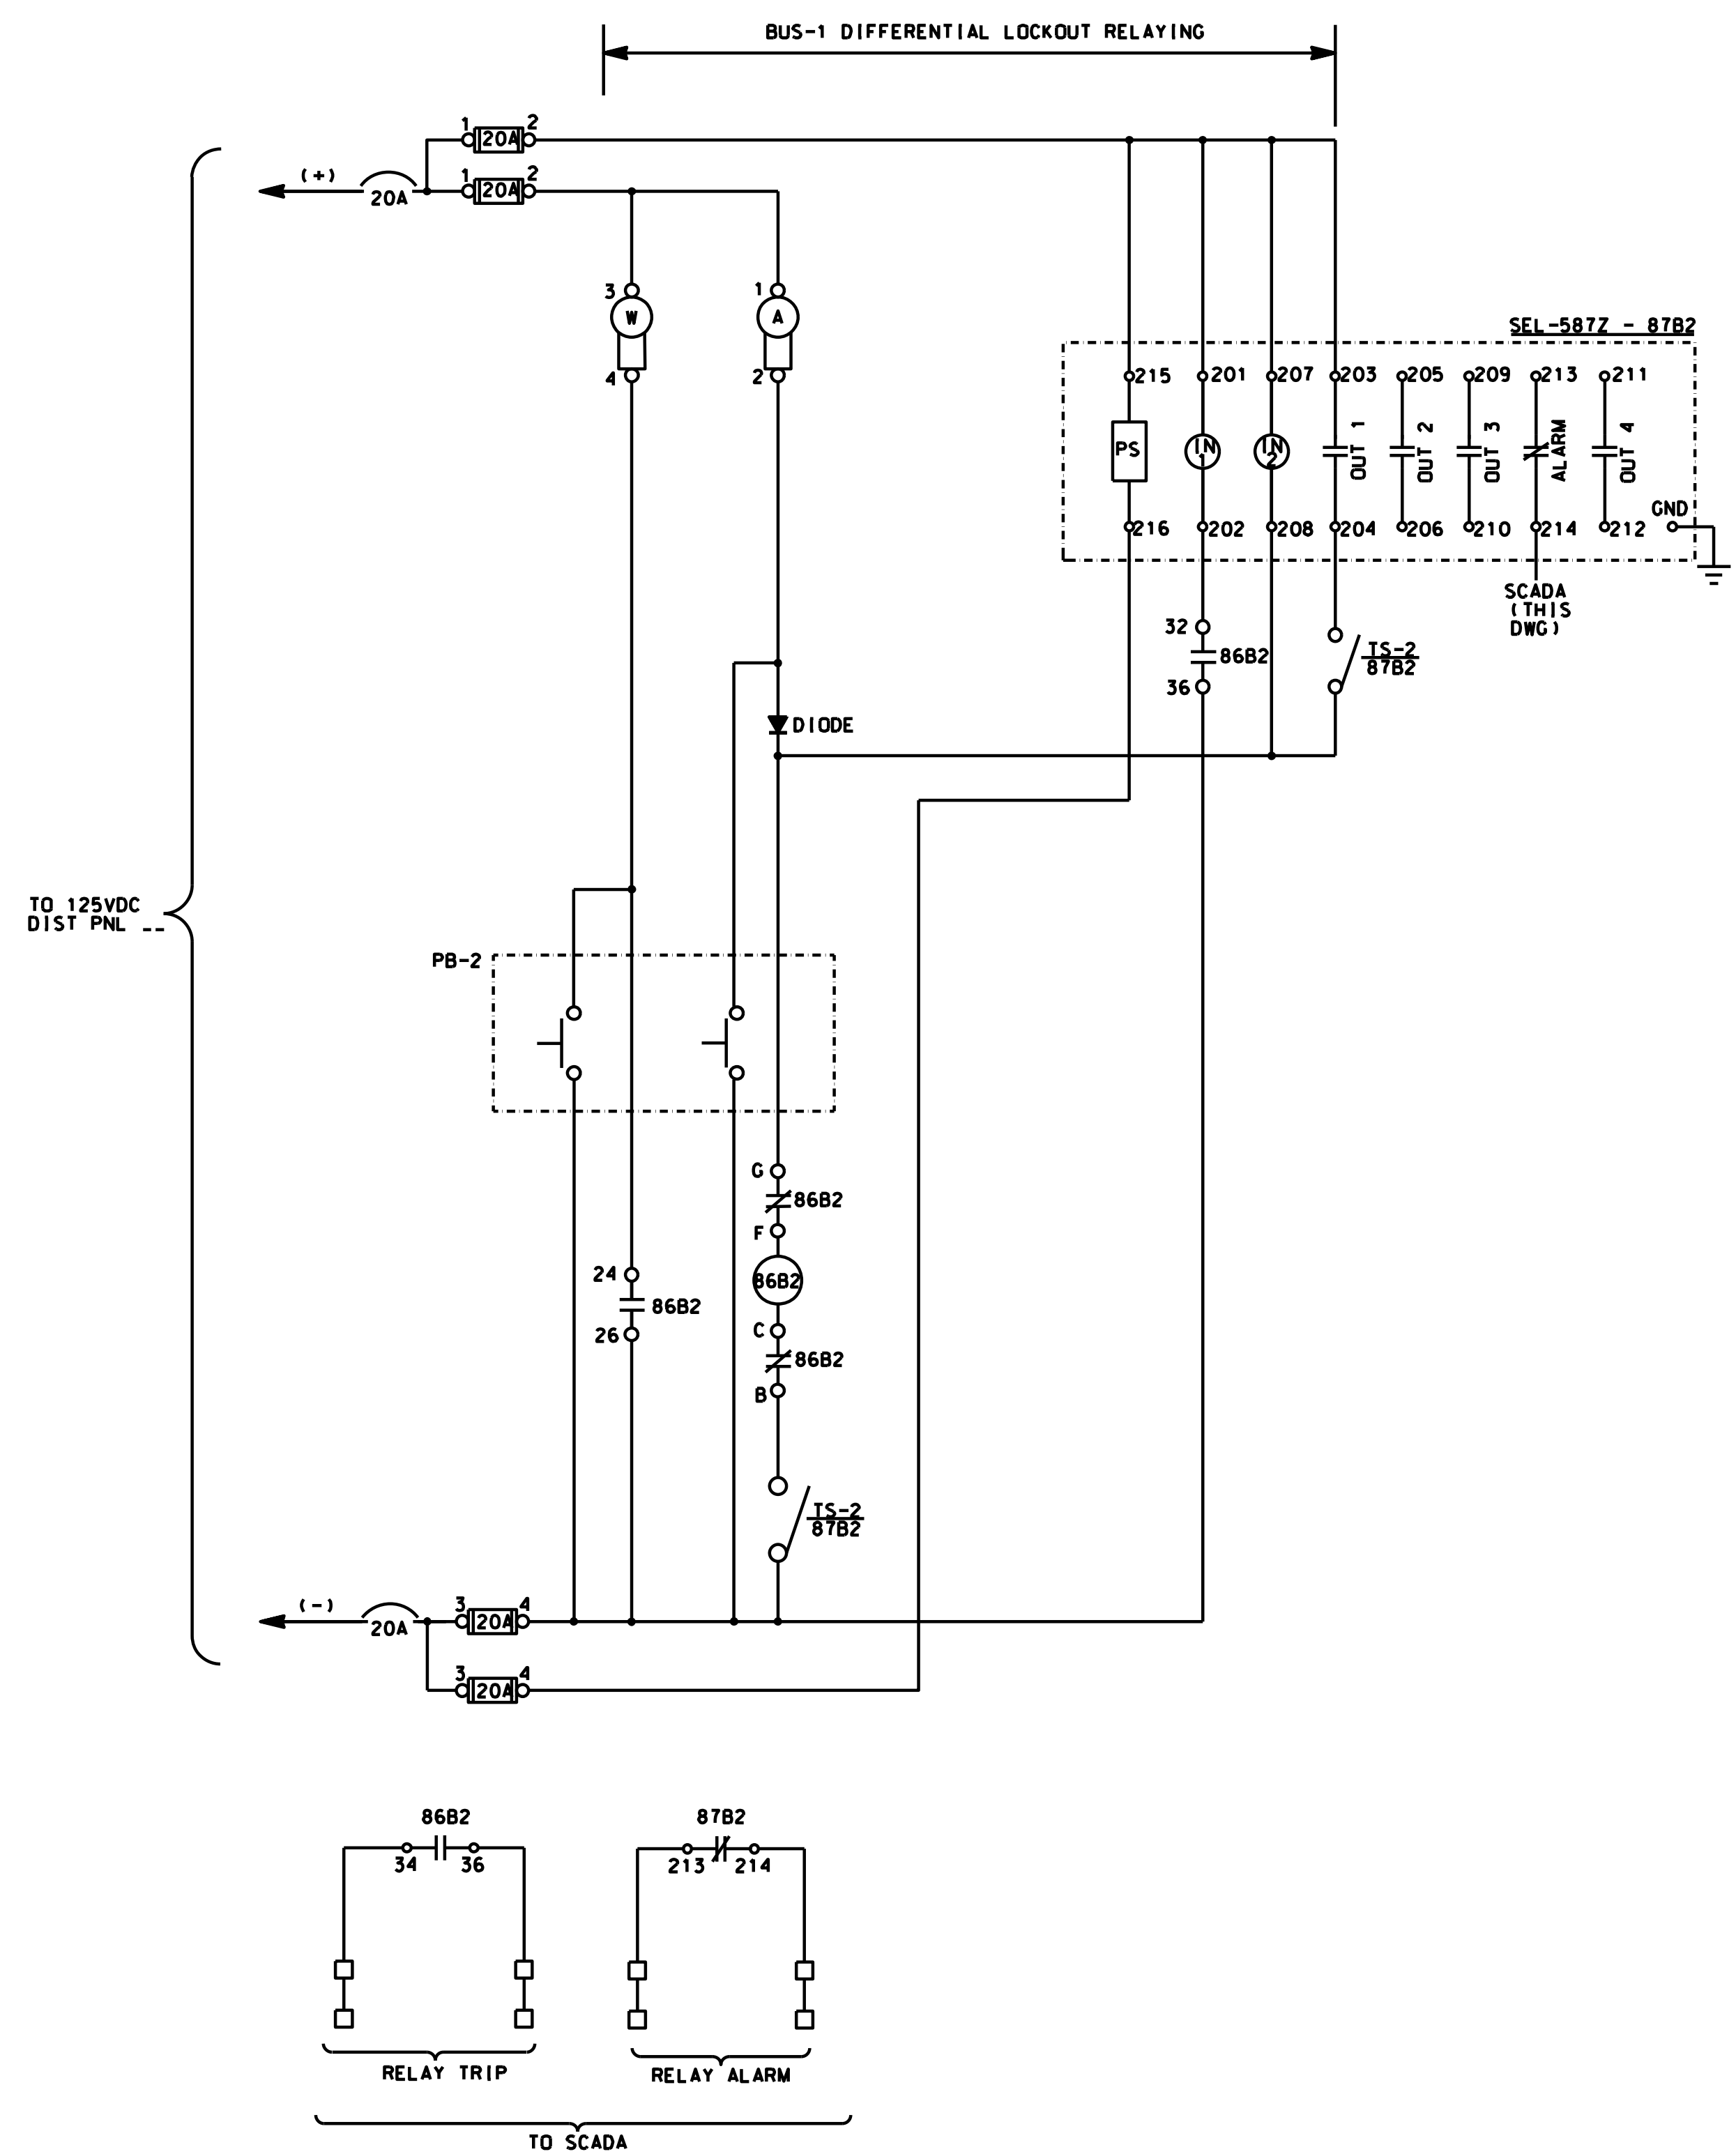 BUS-1 DIFFERENTIAL LOCKOUT RELAYING
1 20A 2
(+)
20A
1 20A 2
3
W
4
1
A
2
SEL-587Z - 87B2
215 201 207 203 205 209 213 211
PS
IN
1
IN
2
OUT 1
OUT 2
OUT 3
ALARM
OUT 4
GND
216 202 208 204 206 210 214 212
SCADA
(THIS
DWG)
32
86B2
36
TS-2
87B2
DIODE
TO 125VDC
DIST PNL --
PB-2
G
86B2
F
86B2
C
86B2
B
24
86B2
26
TS-2
87B2
(-)
20A
3 20A 4
3 20A 4
86B2
34 36
87B2
213 214
RELAY TRIP
RELAY ALARM
TO SCADA